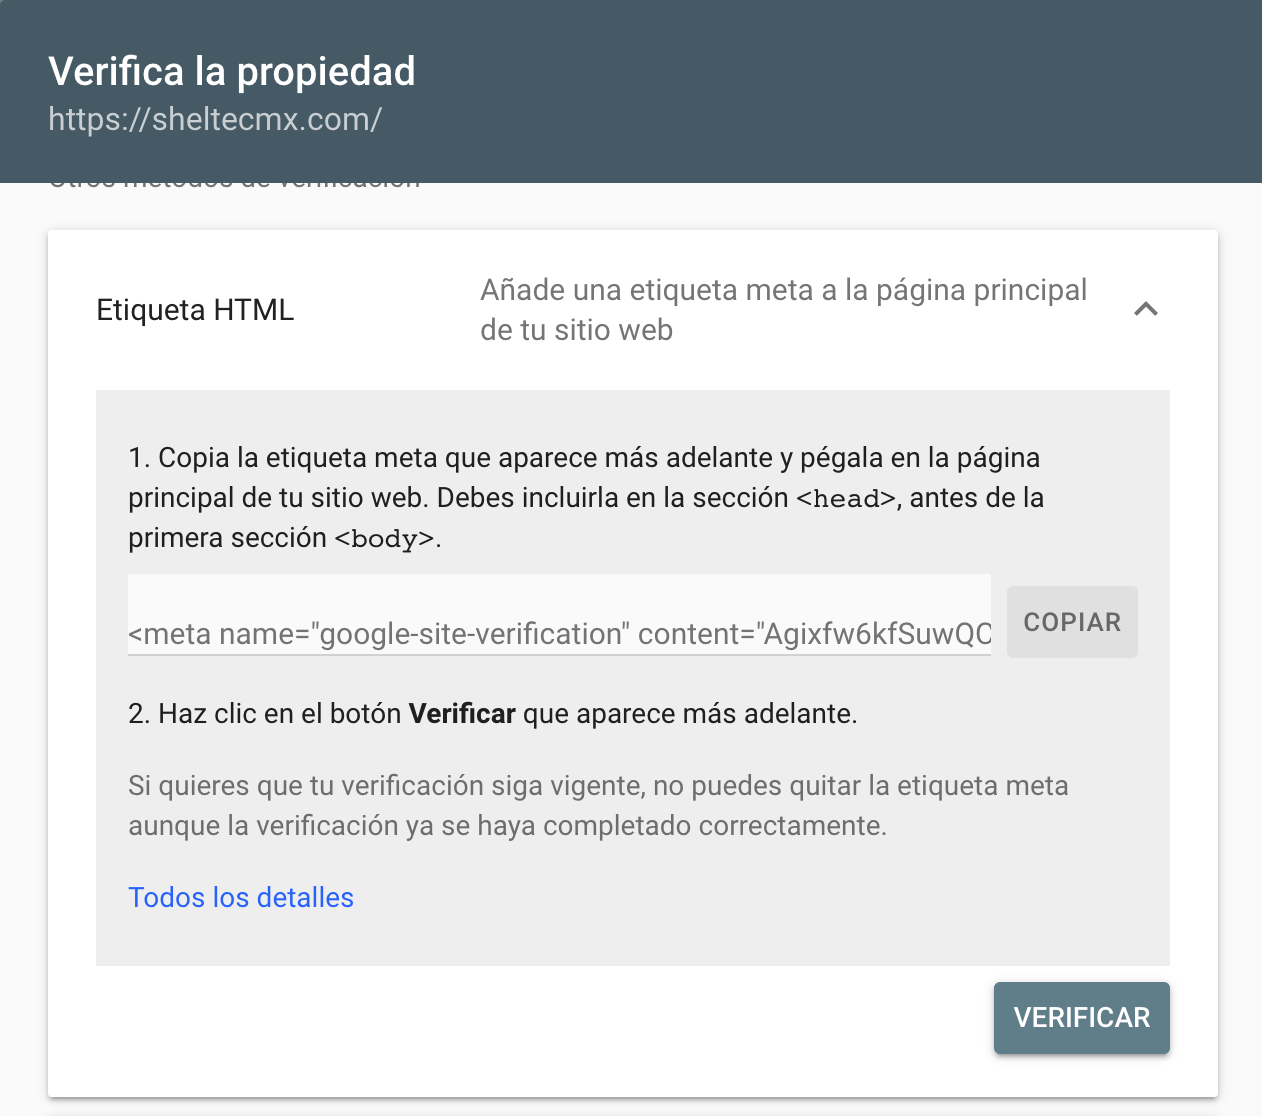 Verifica la propiedad
https://sheltecmx.com/
Otros métodos de verificación
Etiqueta HTML
Añade una etiqueta meta a la página principal
de tu sitio web
1. Copia la etiqueta meta que aparece más adelante y pégala en la página
principal de tu sitio web. Debes incluirla en la sección <head>, antes de la
primera sección <body>.
<meta name="google-site-verification" content="Agixfw6kfSuwQC
COPIAR
2. Haz clic en el botón Verificar que aparece más adelante.
Si quieres que tu verificación siga vigente, no puedes quitar la etiqueta meta
aunque la verificación ya se haya completado correctamente.
Todos los detalles
VERIFICAR